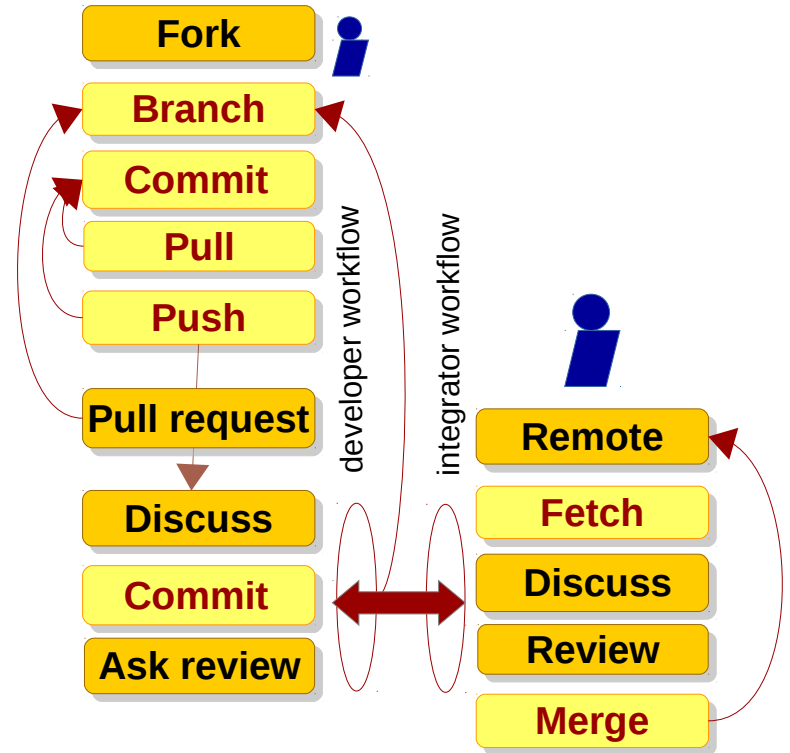 Fork
Branch
Commit
Pull
Push
Pull request
Discuss
Commit
Ask review
developer workflow
integrator workflow
Remote
Fetch
Discuss
Review
Merge